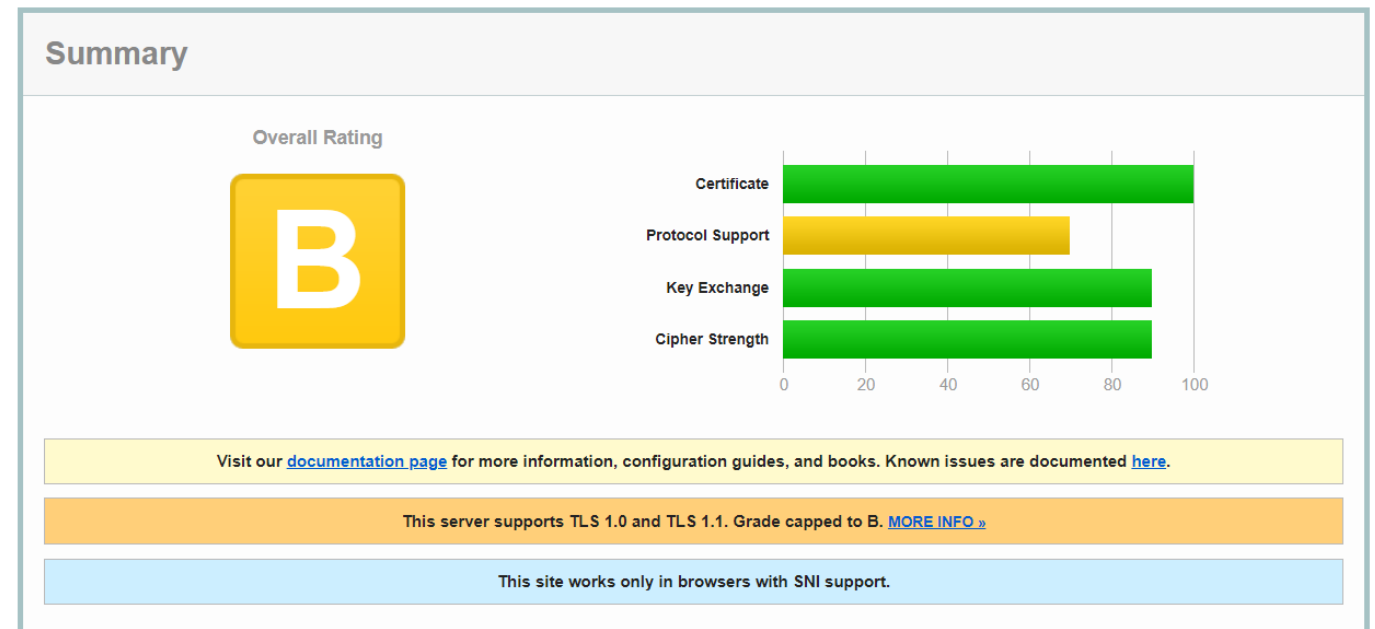 Summary
Overall Rating
B
Certificate
Protocol Support
Key Exchange
Cipher Strength
0 20 40 60 80 100
Visit our documentation page for more information, configuration guides, and books. Known issues are documented here.
This server supports TLS 1.0 and TLS 1.1. Grade capped to B. MORE INFO »
This site works only in browsers with SNI support.